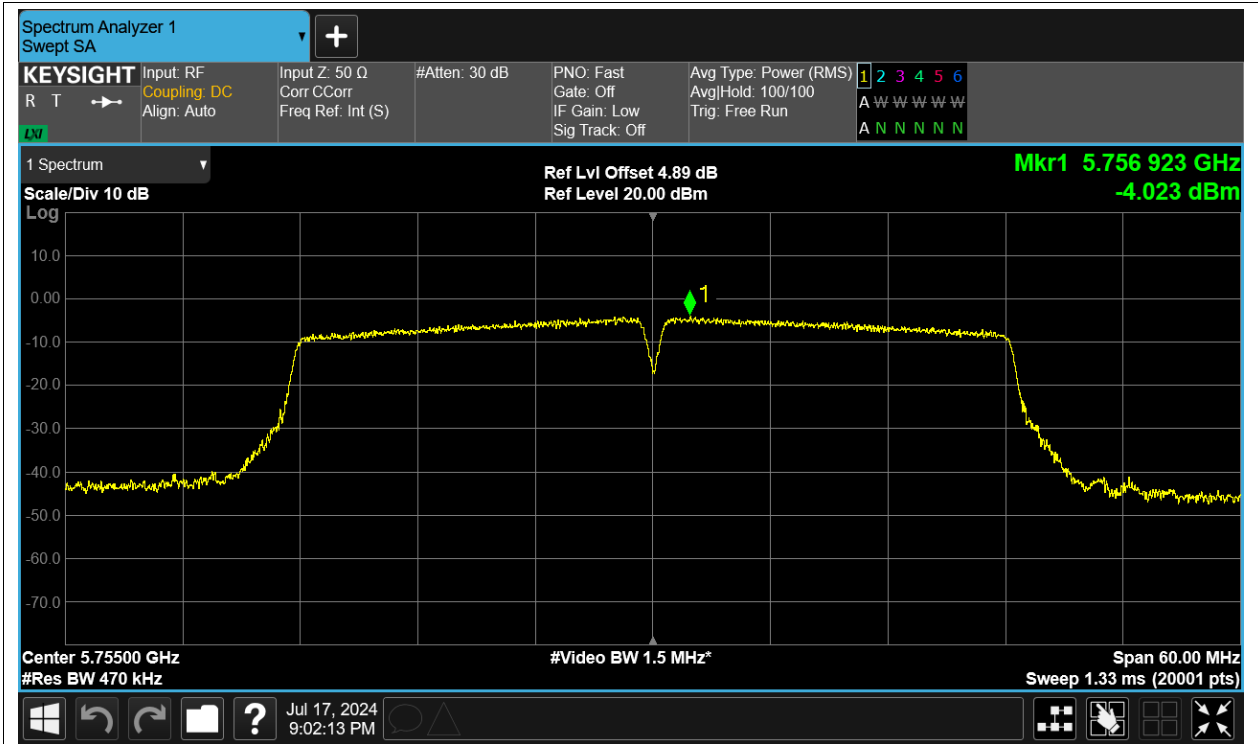 Spectrum Analyzer 1
Swept SA
KEYSIGHT
R T
LXI
Input: RF
Coupling: DC
Align: Auto
Input Z: 50 Ω
Corr CCorr
Freq Ref: Int (S)
#Atten: 30 dB
PNO: Fast
Gate: Off
IF Gain: Low
Sig Track: Off
Avg Type: Power (RMS)
Avg|Hold: 100/100
Trig: Free Run
1 2 3 4 5 6
A W W W W W
A N N N N N
1 Spectrum
Scale/Div 10 dB
Log
Ref Lvl Offset 4.89 dB
Ref Level 20.00 dBm
Mkr1 5.756 923 GHz
-4.023 dBm
10.0
0.00
-10.0
-20.0
-30.0
-40.0
-50.0
-60.0
-70.0
1
Center 5.75500 GHz
#Res BW 470 kHz
#Video BW 1.5 MHz*
Span 60.00 MHz
Sweep 1.33 ms (20001 pts)
?
Jul 17, 2024
9:02:13 PM